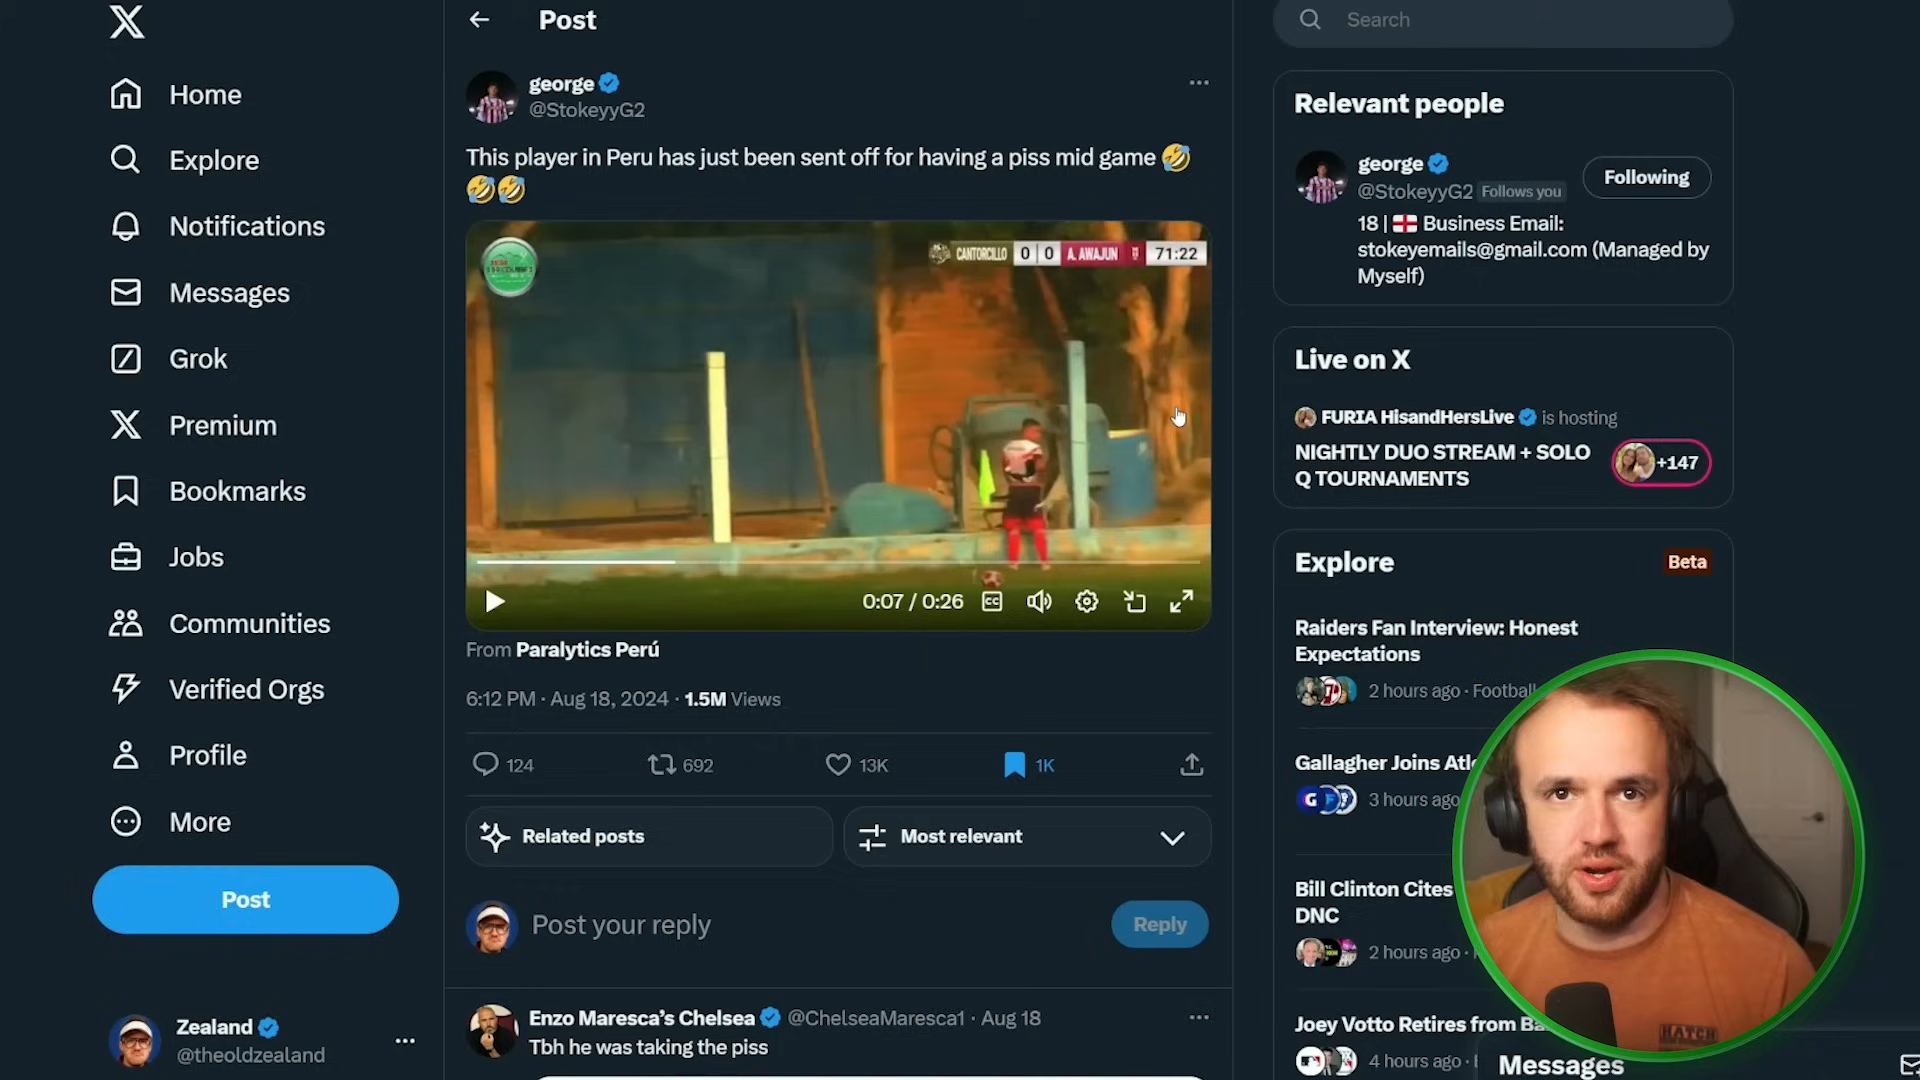 Home
Explore
Notifications
Messages
Grok
Premium
Bookmarks
Jobs
Communities
Verified Orgs
Profile
More
Post
Zealand
@theoldzealand
Post
george
@StokeyyG2
This player in Peru has just been sent off for having a piss mid game 🤣
🤣🤣
CANTORCILLO 0 0 A. AWAJUN 71:22
0:07 / 0:26
CC
From Paralytics Perú
6:12 PM · Aug 18, 2024 · 1.5M Views
124 692 13K 1K
Related posts
Most relevant
Post your reply
Reply
Enzo Maresca's Chelsea @ChelseaMaresca1 · Aug 18
Tbh he was taking the piss
Search
Relevant people
george
@StokeyyG2 Follows you
Following
18 | 🏴󠁧󠁢󠁥󠁮󠁧󠁿 Business Email:
stokeyemails@gmail.com (Managed by
Myself)
Live on X
FURIA HisandHersLive is hosting
NIGHTLY DUO STREAM + SOLO
Q TOURNAMENTS
+147
Explore
Beta
Raiders Fan Interview: Honest
Expectations
2 hours ago · Football
Gallagher Joins Atl
3 hours ago
Bill Clinton Cites
DNC
2 hours ago ·
Joey Votto Retires from Ba
4 hours ago ·
HATCH
Messages